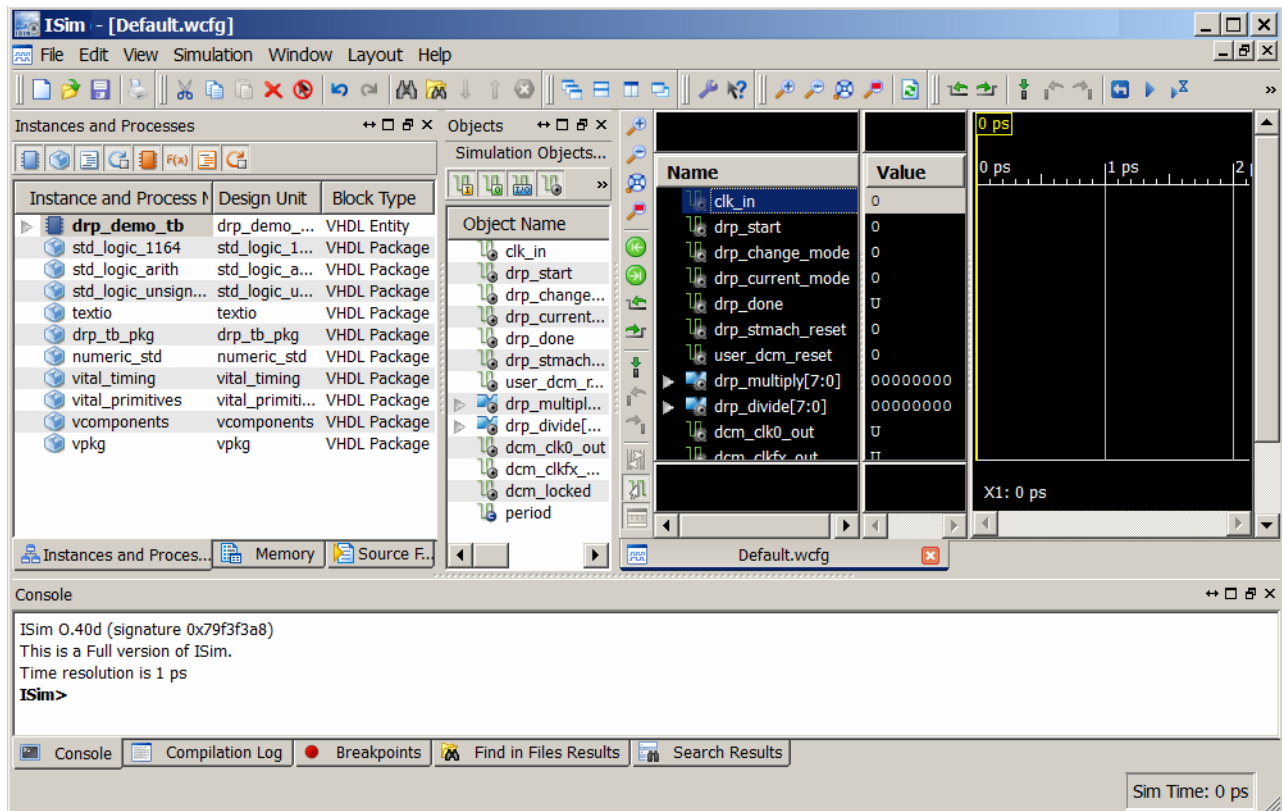 ISim - [Default.wcfg]
File Edit View Simulation Window Layout Help
»
Instances and Processes
F(x)
Instance and Process N Design Unit Block Type
drp_demo_tb drp_demo_... VHDL Entity
std_logic_1164 std_logic_1... VHDL Package
std_logic_arith std_logic_a... VHDL Package
std_logic_unsign... std_logic_u... VHDL Package
textio textio VHDL Package
drp_tb_pkg drp_tb_pkg VHDL Package
numeric_std numeric_std VHDL Package
vital_timing vital_timing VHDL Package
vital_primitives vital_primiti... VHDL Package
vcomponents vcomponents VHDL Package
vpkg vpkg VHDL Package
Instances and Proces... Memory Source F...
Objects
Simulation Objects...
»
Object Name
clk_in
drp_start
drp_change...
drp_current...
drp_done
drp_stmach...
user_dcm_r...
drp_multipl...
drp_divide[...
dcm_clk0_out
dcm_clkfx_...
dcm_locked
period
Name Value
clk_in 0
drp_start 0
drp_change_mode 0
drp_current_mode 0
drp_done U
drp_stmach_reset 0
user_dcm_reset 0
drp_multiply[7:0] 00000000
drp_divide[7:0] 00000000
dcm_clk0_out U
dcm_clkfx_out U
0 ps
0 ps 1 ps 2
X1: 0 ps
Default.wcfg
Console
ISim O.40d (signature 0x79f3f3a8)
This is a Full version of ISim.
Time resolution is 1 ps
ISim>
Console Compilation Log Breakpoints Find in Files Results Search Results
Sim Time: 0 ps